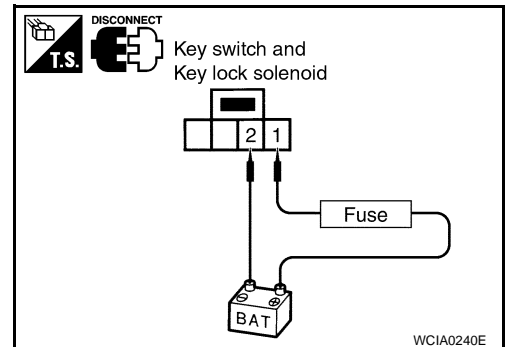 DISCONNECT
T.S.
Key switch and
Key lock solenoid
2 1
Fuse
BAT
WCIA0240E